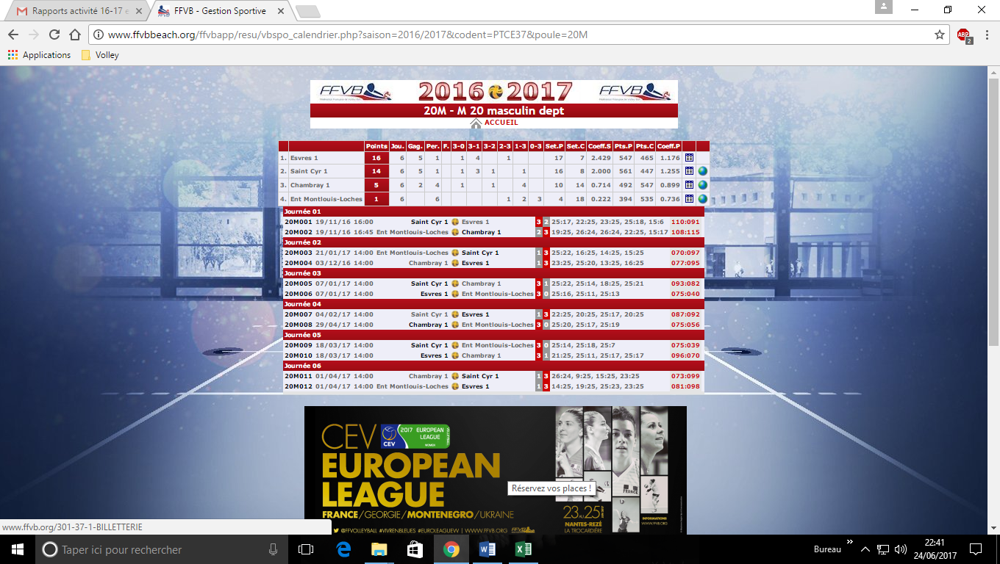 Rapports activité 16-17 e
FFVB - Gestion Sportive
www.ffvbbeach.org/ffvbapp/resu/vbspo_calendrier.php?saison=2016/2017&codent=PTCE37&poule=20M
ABP 2
Applications Volley
FFVB 2016 2017 FFVB
20M - M 20 masculin dept
ACCUEIL
Points Jou. Gag. Per. F. 3-0 3-1 3-2 2-3 1-3 0-3 Set.P Set.C Coeff.S Pts.P Pts.C Coeff.P
1. Esvres 1 16 6 5 1 1 4 1 17 7 2.429 547 465 1.176
2. Saint Cyr 1 14 6 5 1 1 3 1 1 16 8 2.000 561 447 1.255
3. Chambray 1 5 6 2 4 1 1 4 10 14 0.714 492 547 0.899
4. Ent Montlouis-Loches 1 6 6 1 2 3 4 18 0.222 394 535 0.736
Journée 01
20M001 19/11/16 16:00 Saint Cyr 1 Esvres 1 3 2 25:17, 22:25, 23:25, 25:18, 15:6 110:091
20M002 19/11/16 16:45 Ent Montlouis-Loches Chambray 1 2 3 19:25, 26:24, 26:24, 22:25, 15:17 108:115
Journée 02
20M003 21/01/17 14:00 Ent Montlouis-Loches Saint Cyr 1 1 3 25:22, 16:25, 14:25, 15:25 070:097
20M004 03/12/16 14:00 Chambray 1 Esvres 1 1 3 23:25, 25:20, 13:25, 16:25 077:095
Journée 03
20M005 07/01/17 14:00 Saint Cyr 1 Chambray 1 3 1 25:22, 25:14, 18:25, 25:21 093:082
20M006 07/01/17 14:00 Esvres 1 Ent Montlouis-Loches 3 0 25:16, 25:11, 25:13 075:040
Journée 04
20M007 04/02/17 14:00 Saint Cyr 1 Esvres 1 1 3 22:25, 20:25, 25:17, 20:25 087:092
20M008 29/04/17 14:00 Chambray 1 Ent Montlouis-Loches 3 0 25:20, 25:17, 25:19 075:056
Journée 05
20M009 18/03/17 14:00 Saint Cyr 1 Ent Montlouis-Loches 3 0 25:14, 25:18, 25:7 075:039
20M010 18/03/17 14:00 Esvres 1 Chambray 1 3 1 21:25, 25:11, 25:17, 25:17 096:070
Journée 06
20M011 01/04/17 14:00 Chambray 1 Saint Cyr 1 1 3 26:24, 9:25, 15:25, 23:25 073:099
20M012 01/04/17 14:00 Ent Montlouis-Loches Esvres 1 1 3 14:25, 19:25, 25:23, 23:25 081:098
CEV CEV 2017 EUROPEAN LEAGUE WOMEN
EUROPEAN
LEAGUE
FRANCE/GEORGIE/MONTENEGRO/UKRAINE
@FFVOLLEYBALL #VIVRENBLEUES #EUROLEAGUEW | WWW.FFVB.ORG FFVB
FRANCE
Réservez vos places !
23 AU 25
NANTES-REZÉ
LA TROCARDIÈRE
INFORMATIONS
WWW.FFVB.ORG
www.ffvb.org/301-37-1-BILLETTERIE
Taper ici pour rechercher
Bureau
22:41
24/06/2017